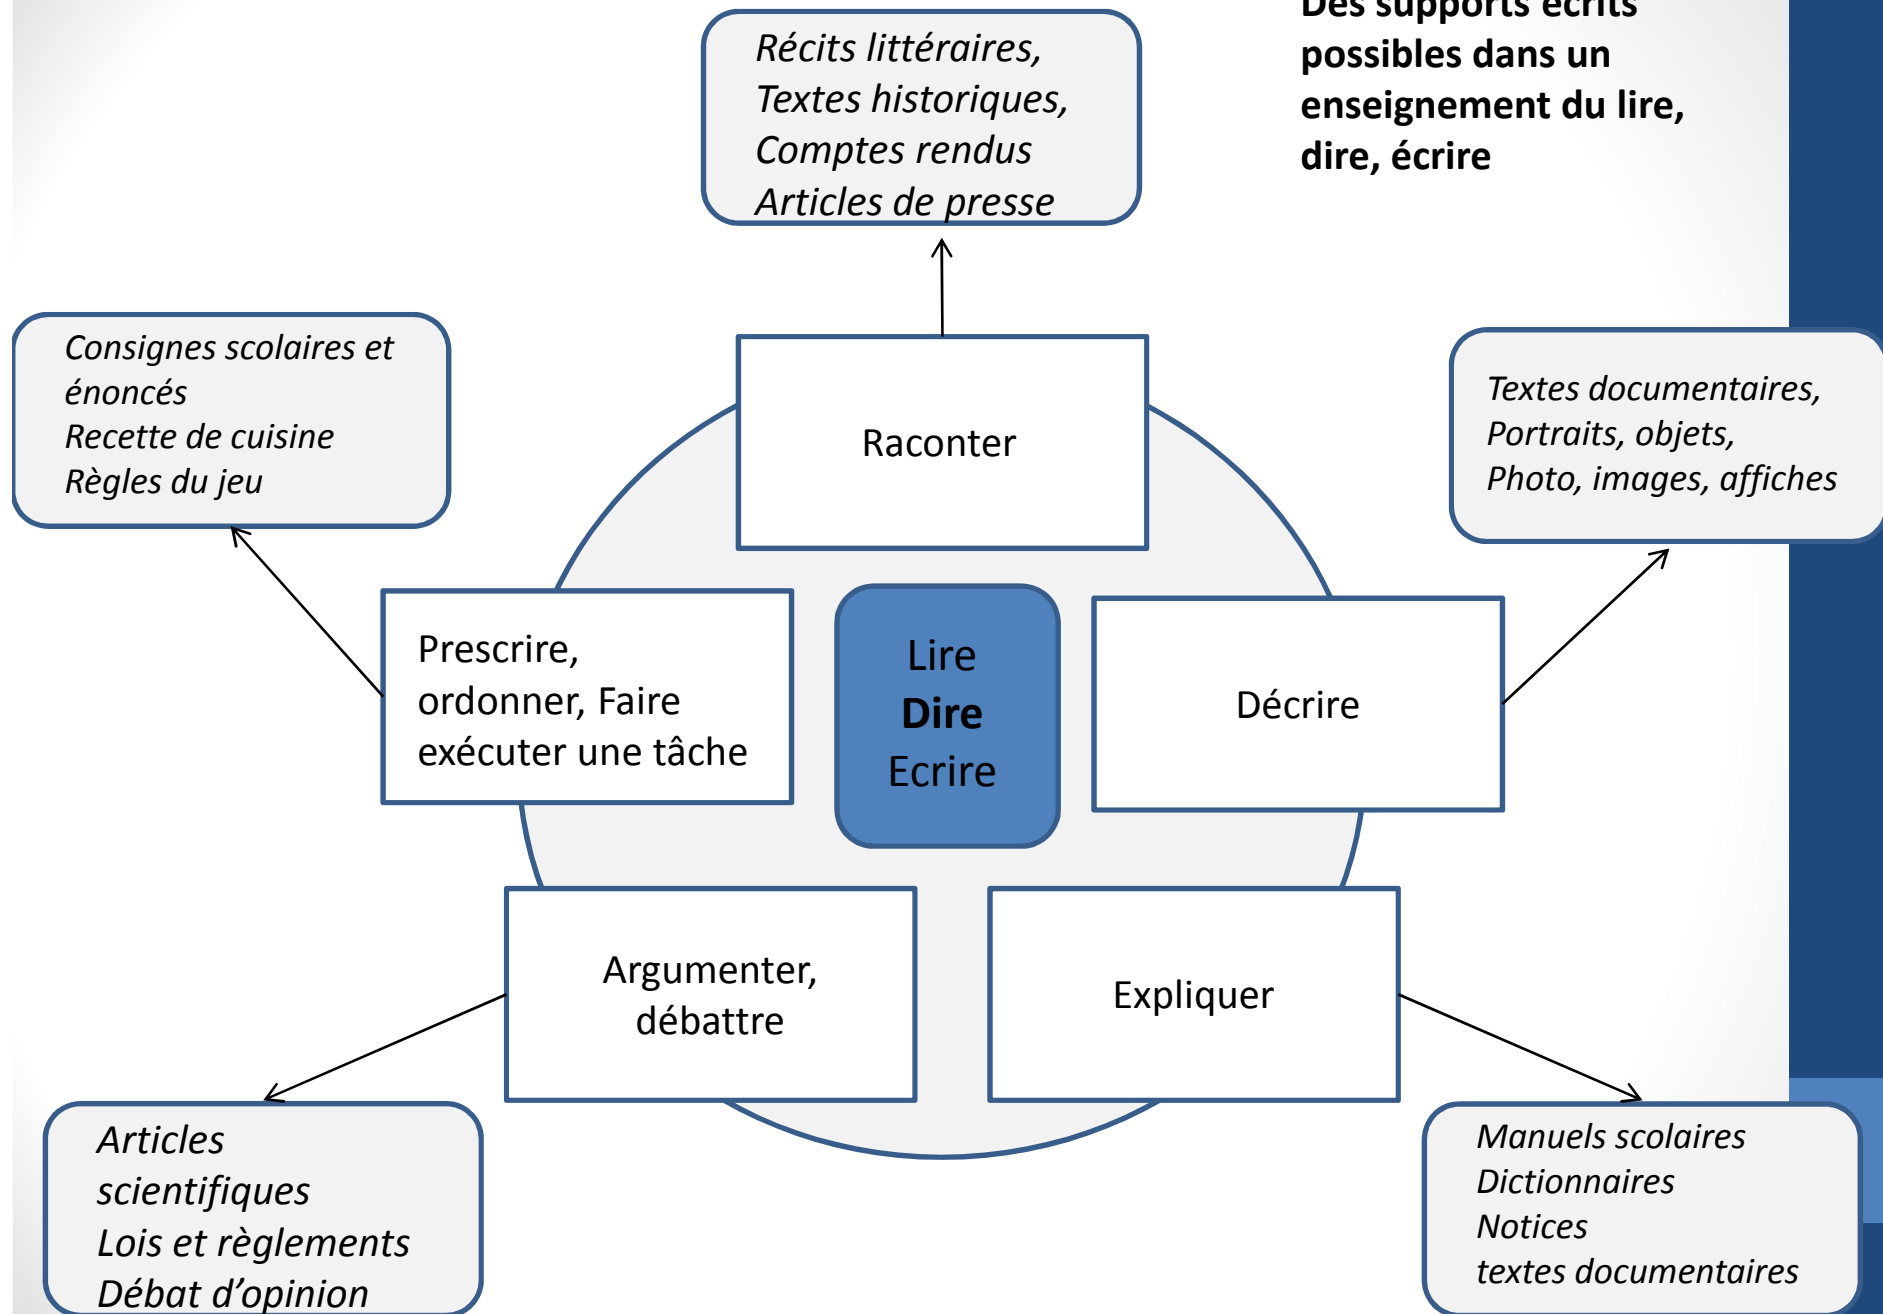 Des supports écrits
possibles dans un
enseignement du lire,
dire, écrire
Récits littéraires,
Textes historiques,
Comptes rendus
Articles de presse
Consignes scolaires et
énoncés
Recette de cuisine
Règles du jeu
Textes documentaires,
Portraits, objets,
Photo, images, affiches
Raconter
Prescrire,
ordonner, Faire
exécuter une tâche
Lire
Dire
Ecrire
Décrire
Argumenter,
débattre
Expliquer
Articles
scientifiques
Lois et règlements
Débat d’opinion
Manuels scolaires
Dictionnaires
Notices
textes documentaires